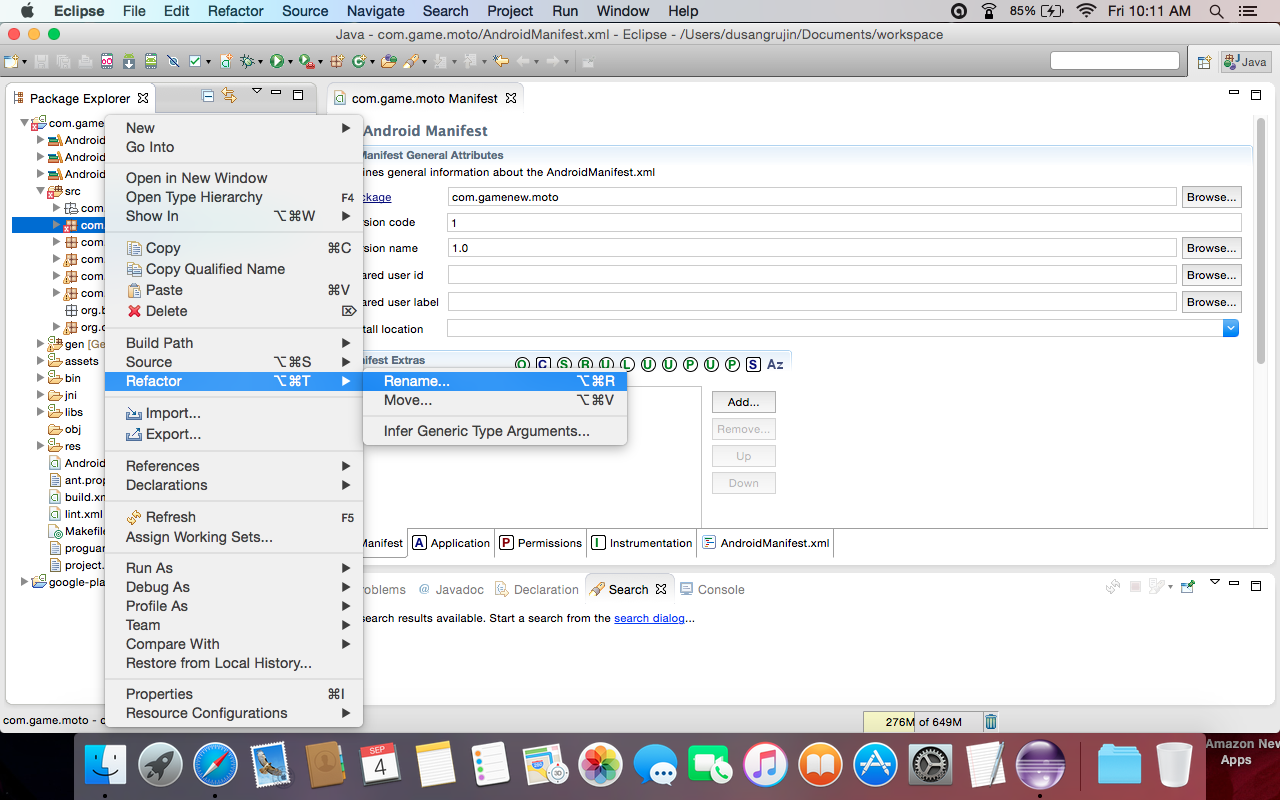 Eclipse File Edit Refactor Source Navigate Search Project Run Window Help 85% Fri 10:11 AM
Java - com.game.moto/AndroidManifest.xml - Eclipse - /Users/dusangrujin/Documents/workspace
Java
Package Explorer
com.game
Android
Android
Android
src
com
com.
com
com.
com.
com.
org.b
org.c
gen [Ge
assets
bin
jni
libs
obj
res
Android
ant.prop
build.xm
lint.xml
Makefile
proguar
project.
google-pla
New
Go Into
Open in New Window
Open Type Hierarchy F4
Show In ⌥⌘W
Copy ⌘C
Copy Qualified Name
Paste ⌘V
Delete ⌦
Build Path
Source ⌥⌘S
Refactor ⌥⌘T
Import...
Export...
References
Declarations
Refresh F5
Assign Working Sets...
Run As
Debug As
Profile As
Team
Compare With
Restore from Local History...
Properties ⌘I
Resource Configurations
Rename... ⌥⌘R
Move... ⌥⌘V
Infer Generic Type Arguments...
com.game.moto Manifest
Android Manifest
Manifest General Attributes
ines general information about the AndroidManifest.xml
ckage com.gamenew.moto Browse...
rsion code 1
rsion name 1.0 Browse...
ared user id Browse...
ared user label Browse...
tall location
nifest Extras O C S R U L U U P U P S Az
Add...
Remove...
Up
Down
Manifest A Application P Permissions I Instrumentation AndroidManifest.xml
roblems @ Javadoc Declaration Search Console
search results available. Start a search from the search dialog...
com.game.moto - c
276M of 649M
SEP
4
Amazon New
Apps